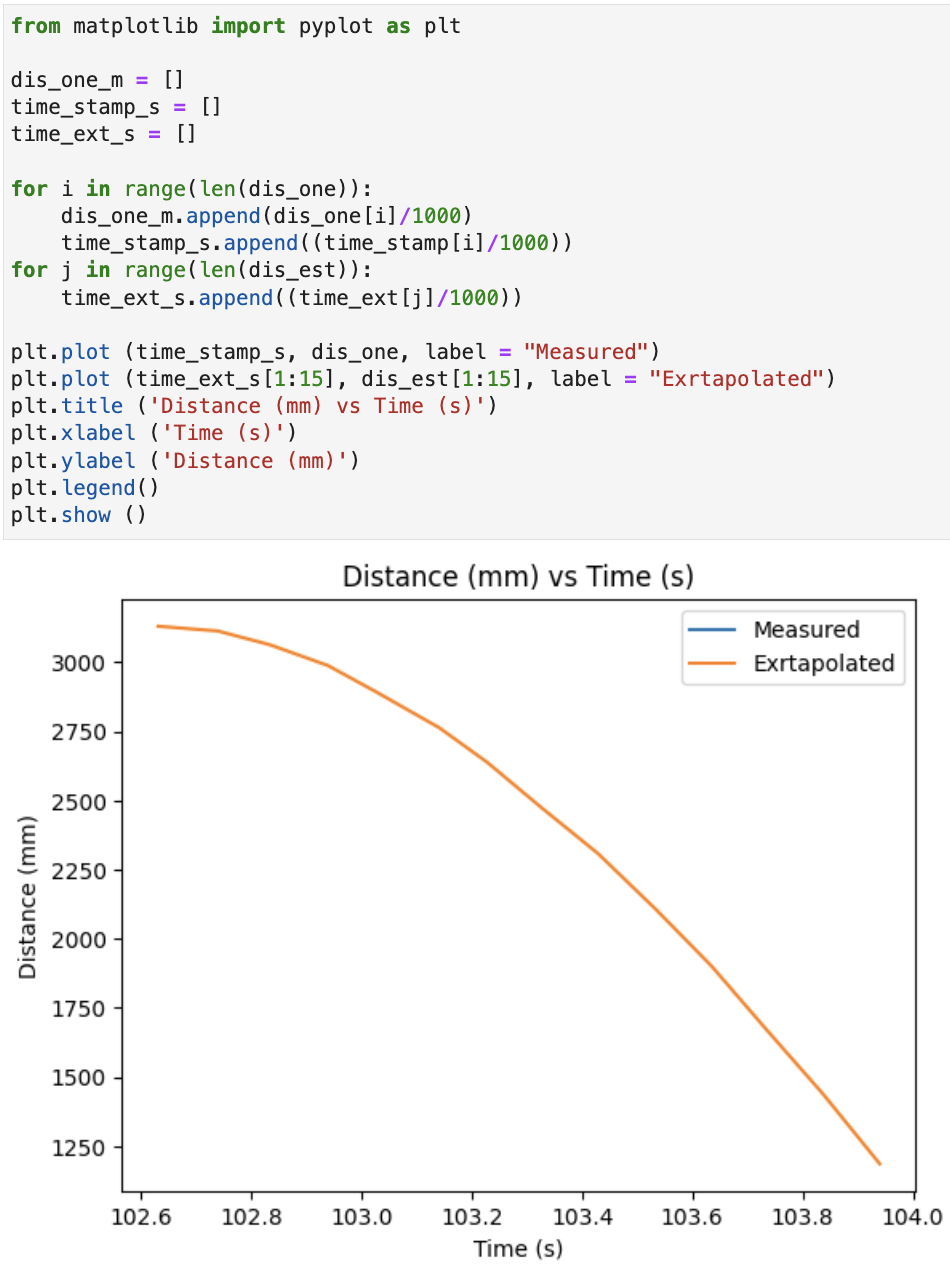 from matplotlib import pyplot as plt
dis_one_m = []
time_stamp_s = []
time_ext_s = []
for i in range(len(dis_one)):
    dis_one_m.append(dis_one[i]/1000)
    time_stamp_s.append((time_stamp[i]/1000))
for j in range(len(dis_est)):
    time_ext_s.append((time_ext[j]/1000))
plt.plot (time_stamp_s, dis_one, label = "Measured")
plt.plot (time_ext_s[1:15], dis_est[1:15], label = "Exrtapolated")
plt.title ('Distance (mm) vs Time (s)')
plt.xlabel ('Time (s)')
plt.ylabel ('Distance (mm)')
plt.legend()
plt.show ()
Distance (mm) vs Time (s)
Measured
Exrtapolated
3000
2750
2500
2250
2000
1750
1500
1250
Distance (mm)
102.6 102.8 103.0 103.2 103.4 103.6 103.8 104.0
Time (s)